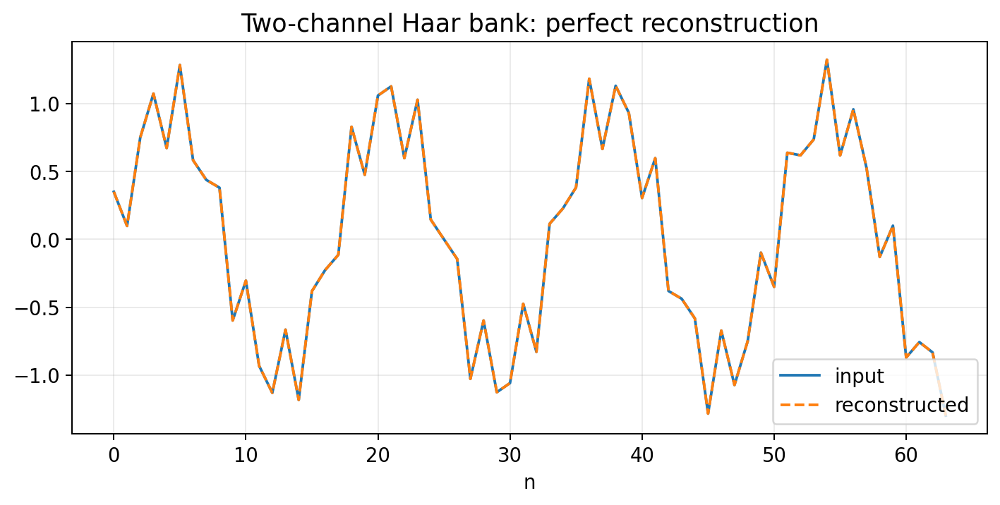 Two-channel Haar bank: perfect reconstruction
1.0
0.5
0.0
−0.5
−1.0
input
reconstructed
0 10 20 30 40 50 60
n